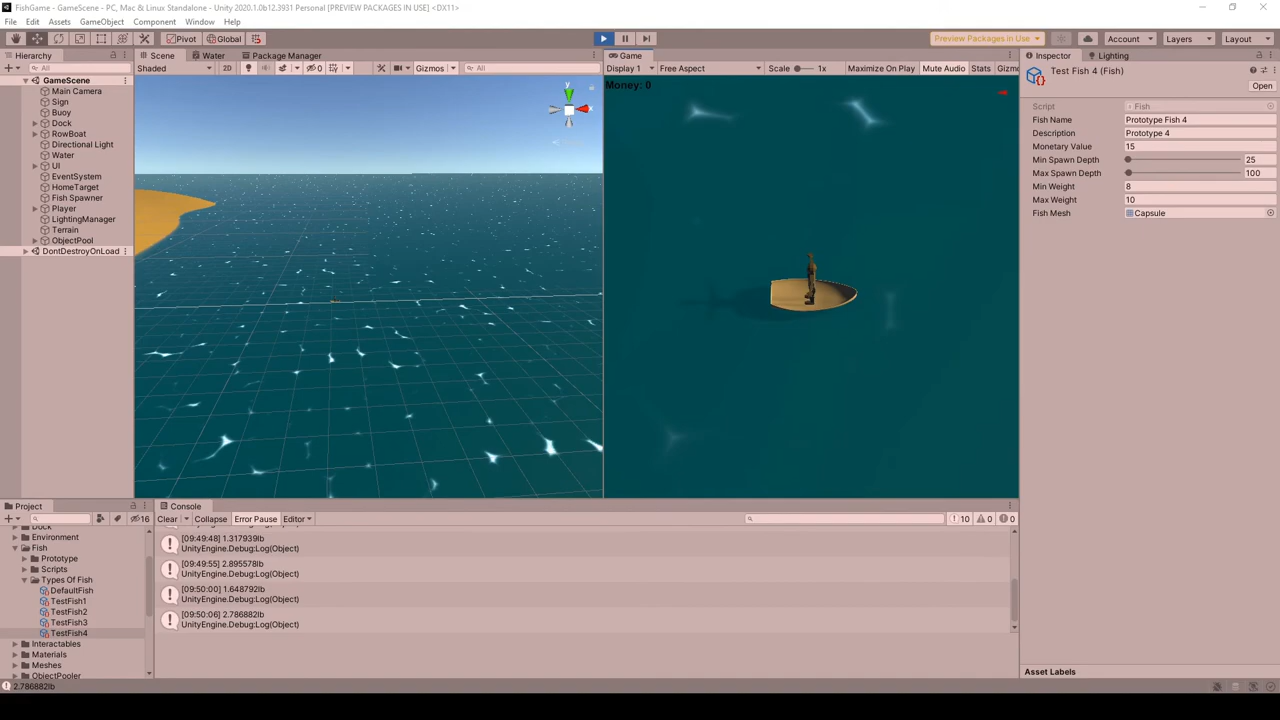 FishGame - GameScene - PC, Mac & Linux Standalone - Unity 2020.1.0b12.3931 Personal [PREVIEW PACKAGES IN USE] <DX11>
File Edit Assets GameObject Component Window Help
Pivot Global Preview Packages in Use Account Layers Layout
Hierarchy Scene Water Package Manager Game Inspector Lighting
All Shaded 2D 0 Gizmos All Display 1 Free Aspect Scale 1x Maximize On Play Mute Audio Stats Gizm
Test Fish 4 (Fish)
Open
GameScene
Main Camera
Sign
Buoy
Dock
RowBoat
Directional Light
Water
UI
EventSystem
HomeTarget
Fish Spawner
Player
LightingManager
Terrain
ObjectPool
DontDestroyOnLoad
y
x
Money: 0
Script Fish
Fish Name Prototype Fish 4
Description Prototype 4
Monetary Value 15
Min Spawn Depth 25
Max Spawn Depth 100
Min Weight 8
Max Weight 10
Fish Mesh Capsule
Project Console
16 Clear Collapse Error Pause Editor 10 0 0
Dock
Environment
Fish
Prototype
Scripts
Types Of Fish
DefaultFish
TestFish1
TestFish2
TestFish3
TestFish4
Interactables
Materials
Meshes
ObjectPooler
[09:49:48] 1.317939lb
UnityEngine.Debug:Log(Object)
[09:49:55] 2.895578lb
UnityEngine.Debug:Log(Object)
[09:50:00] 1.648792lb
UnityEngine.Debug:Log(Object)
[09:50:06] 2.786882lb
UnityEngine.Debug:Log(Object)
Asset Labels
2.786882lb